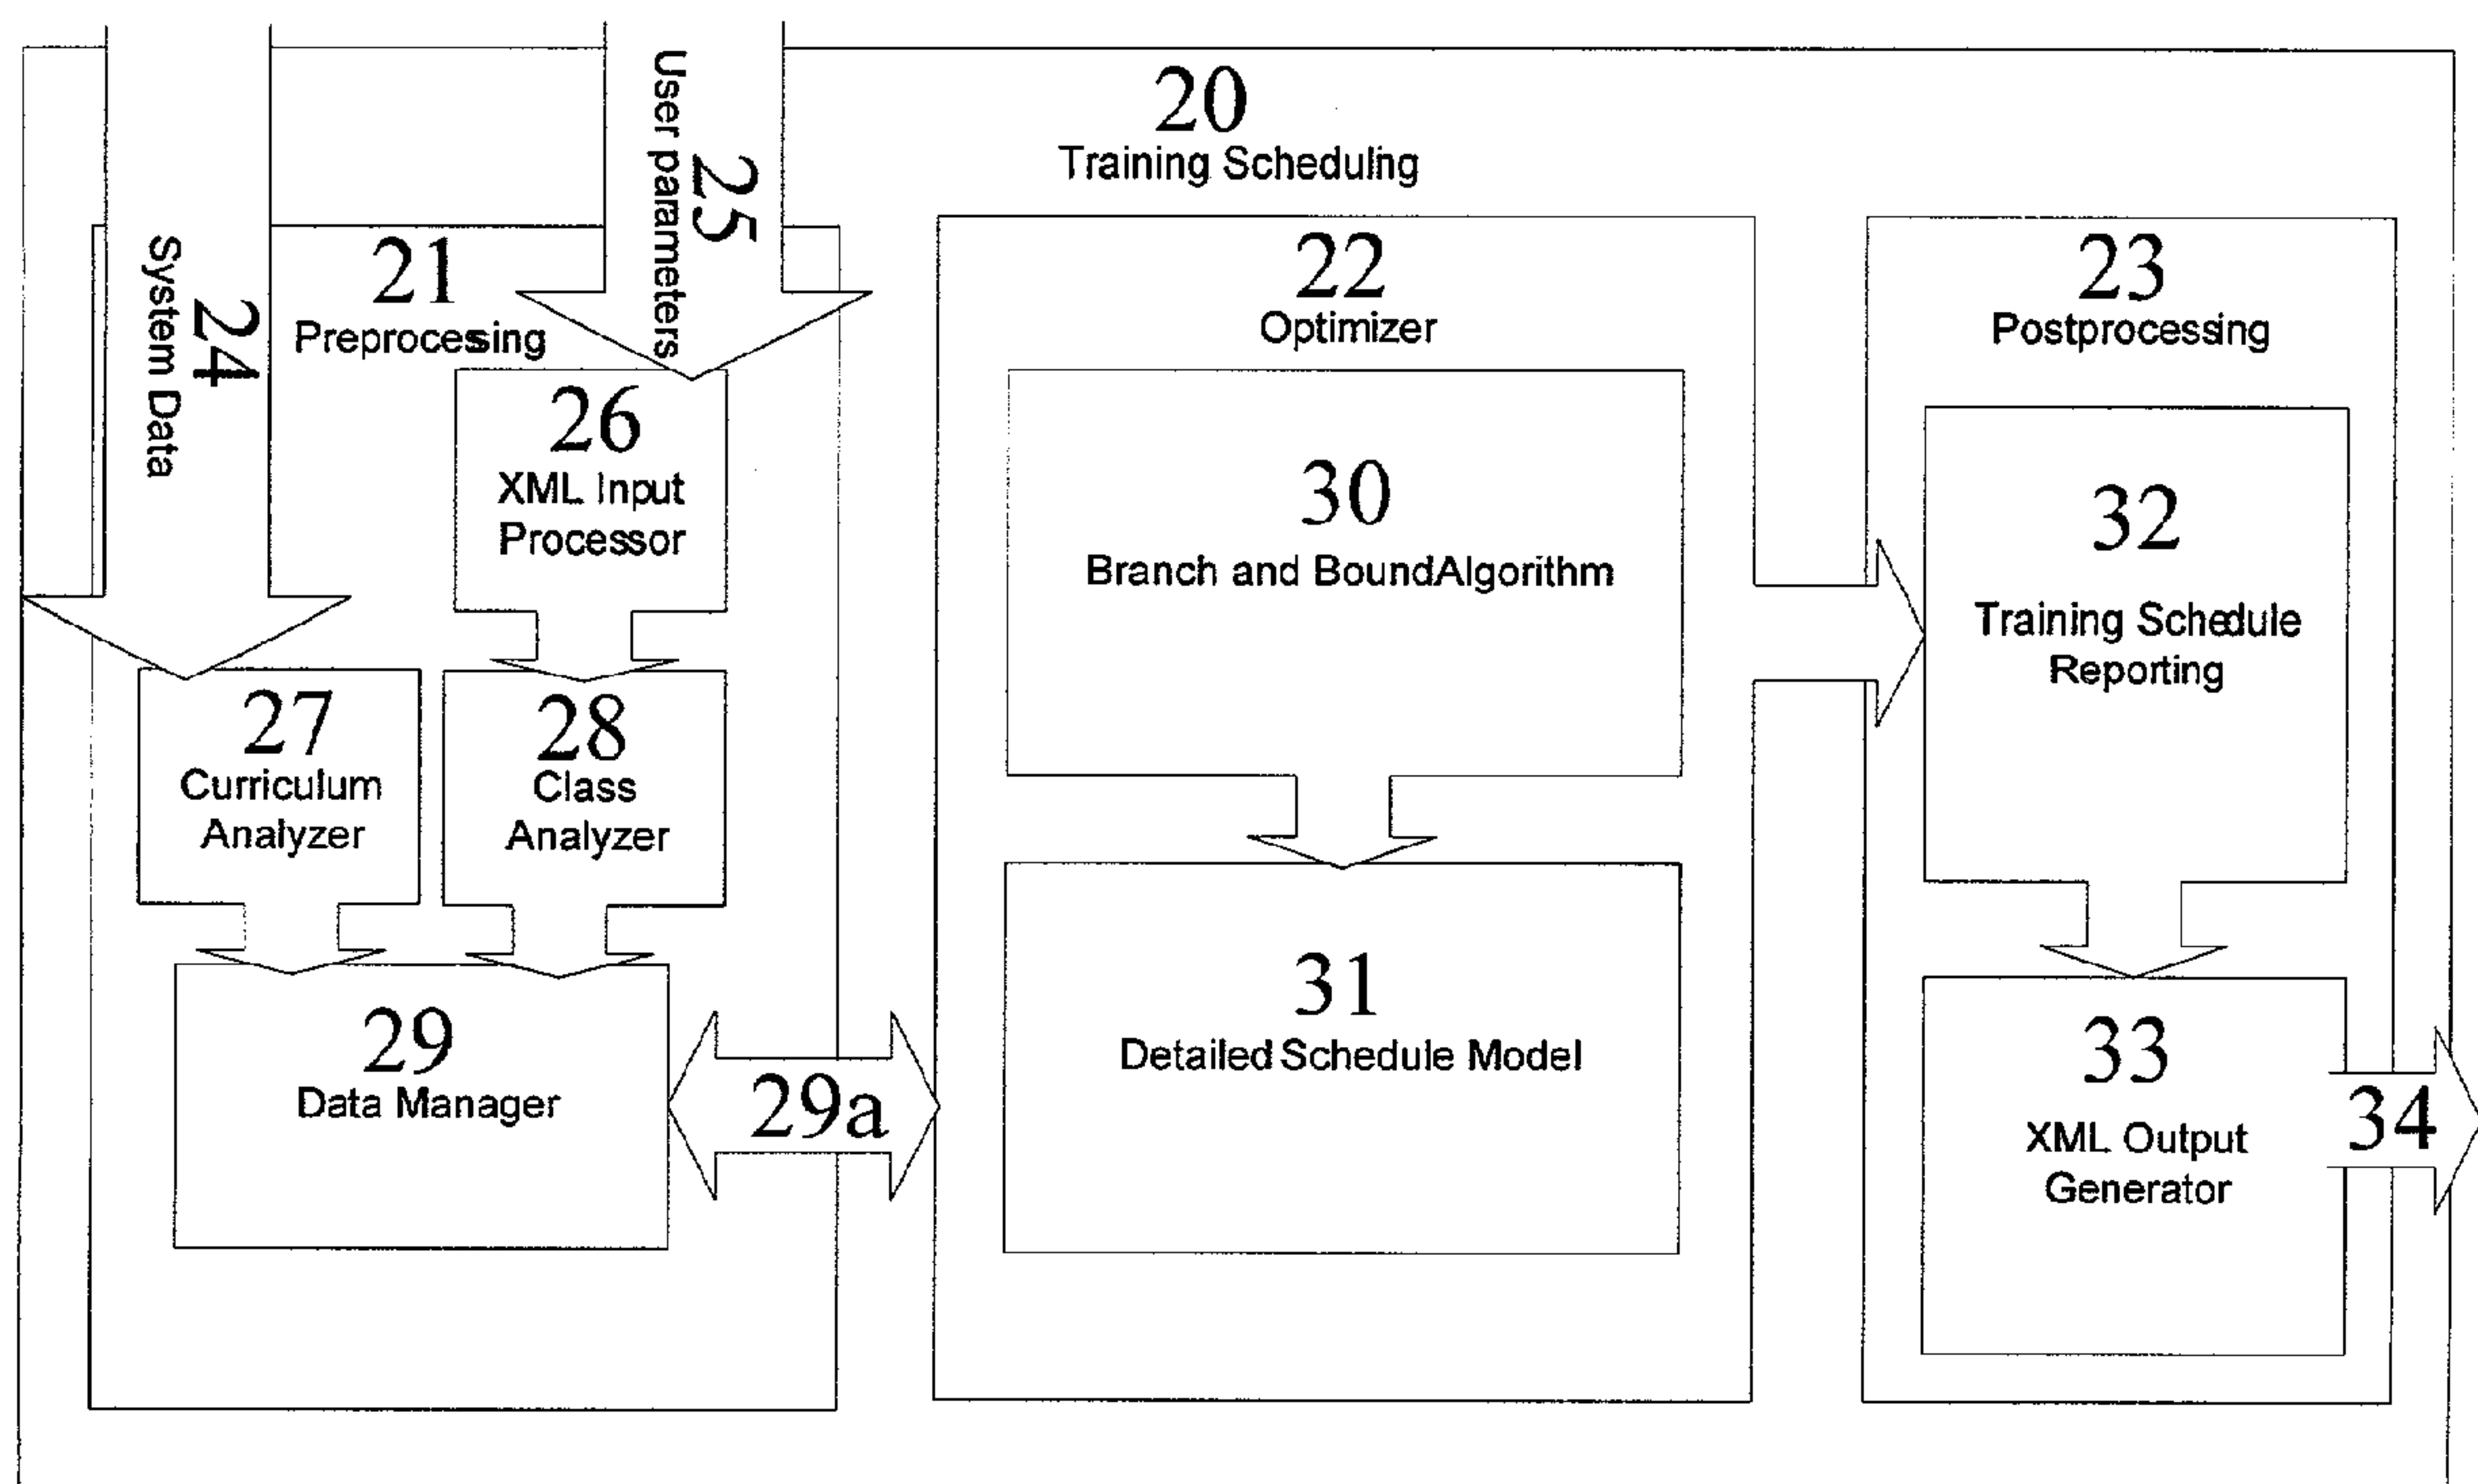 20
Training Scheduling
User parameters
25
System Data
24
21
Preprocessing
26
XML Input
Processor
27
Curriculum
Analyzer
28
Class
Analyzer
29
Data Manager
29a
22
Optimizer
30
Branch and BoundAlgorithm
31
Detailed Schedule Model
23
Postprocessing
32
Training Schedule
Reporting
33
XML Output
Generator
34